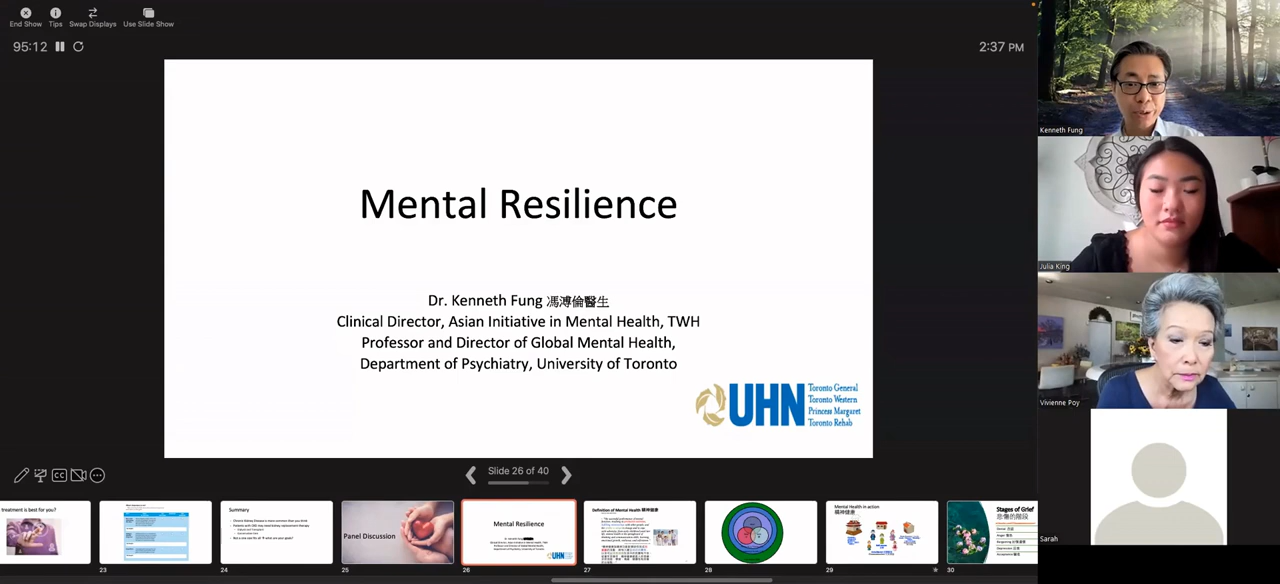 End Show Tips Swap Displays Use Slide Show
95:12
2:37 PM
Mental Resilience
Dr. Kenneth Fung 馮溥倫醫生
Clinical Director, Asian Initiative in Mental Health, TWH
Professor and Director of Global Mental Health,
Department of Psychiatry, University of Toronto
UHN
Toronto General
Toronto Western
Princess Margaret
Toronto Rehab
Kenneth Fung
Julia King
Vivienne Poy
Sarah
CC
Slide 26 of 40
treatment is best for you?
23
Summary
24
Panel Discussion
25
Mental Resilience
UHN
26
Definition of Mental Health 精神健康
27
28
Mental Health in action
精神健康
29
Stages of Grief
悲傷的階段
30